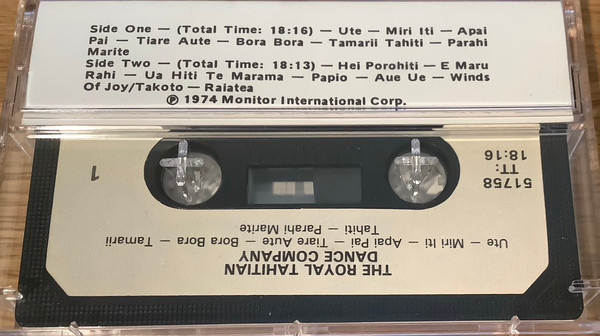 Side One — (Total Time: 18:16) — Ute — Miri Iti — Apai
Pai — Tiare Aute — Bora Bora — Tamarii Tahiti — Parahi
Marite
Side Two — (Total Time: 18:13) — Hei Porohiti — E Maru
Rahi — Ua Hiti Te Marama — Papio — Aue Ue — Winds
Of Joy/Takoto — Raiatea
℗ 1974 Monitor International Corp.
THE ROYAL TAHITIAN
DANCE COMPANY
Ute — Miri Iti — Apai Pai — Tiare Aute — Bora Bora — Tamarii
Tahiti — Parahi Marite
1
51758
TT:
18:16